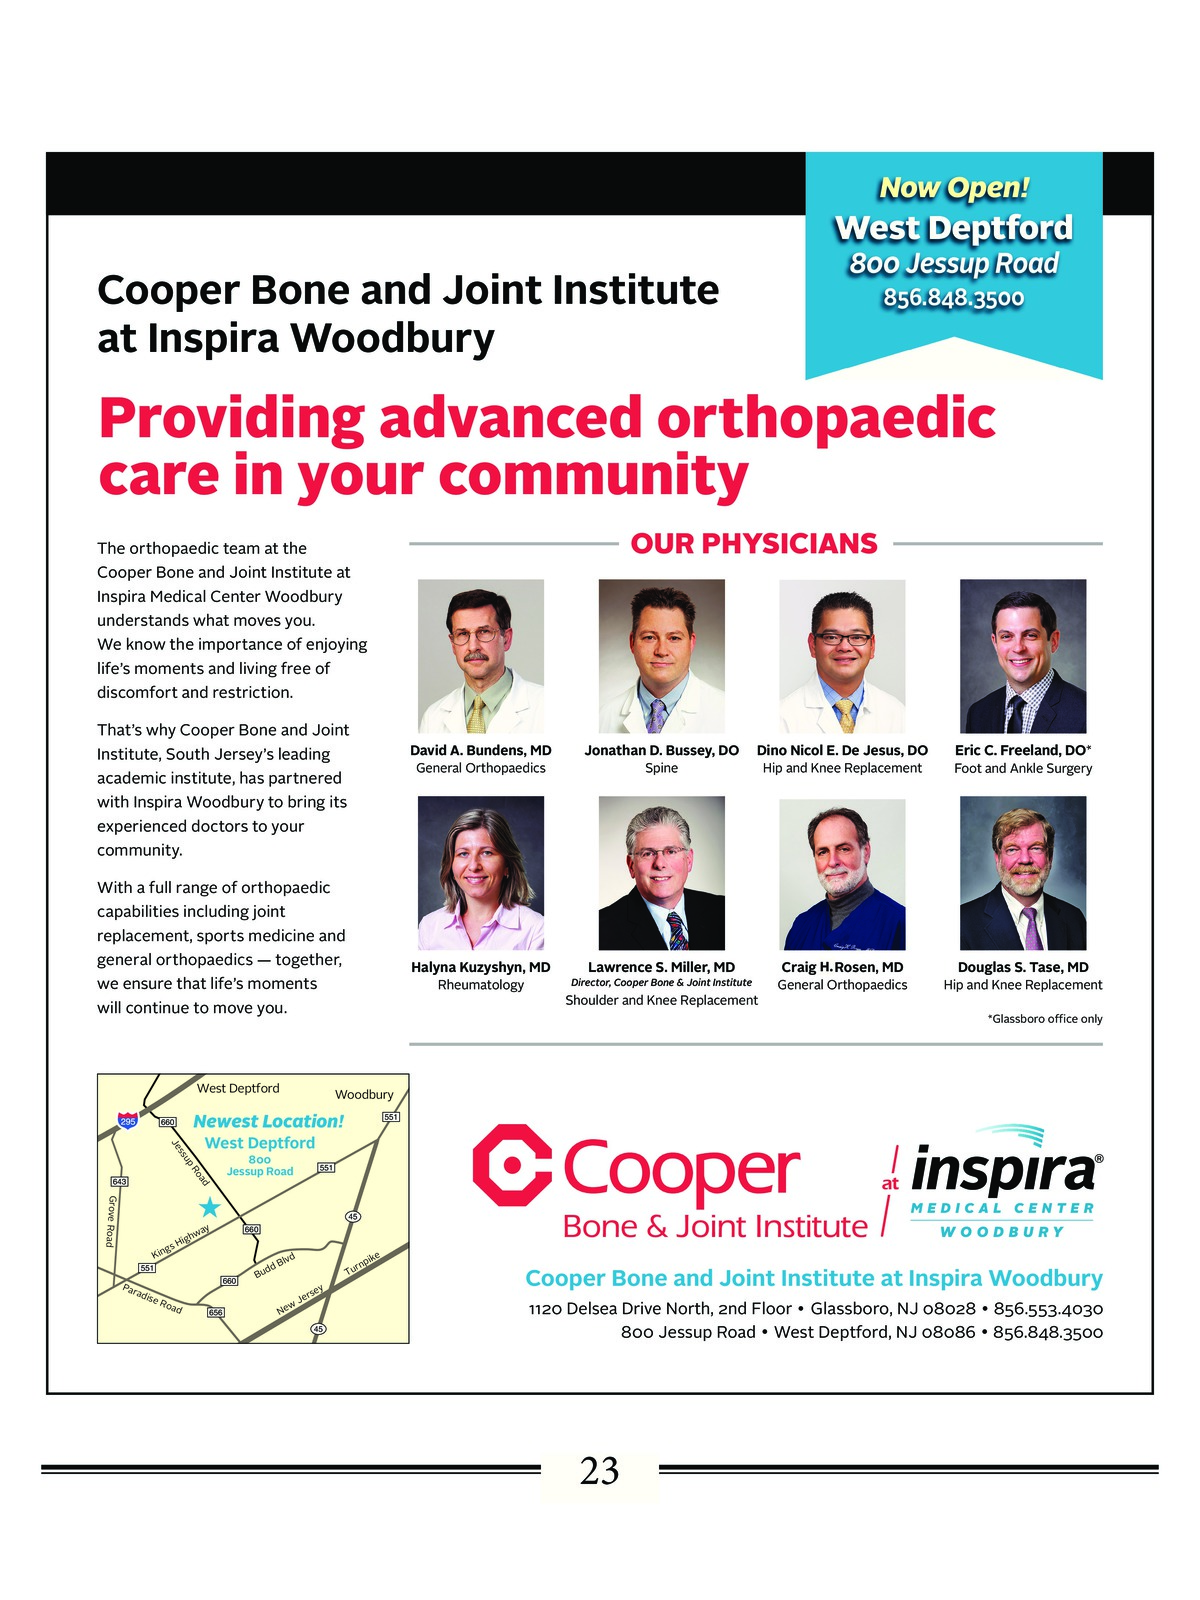 Now Open!
West Deptford
800 Jessup Road
856.848.3500
Cooper Bone and Joint Institute
at Inspira Woodbury
Providing advanced orthopaedic
care in your community
The orthopaedic team at the
Cooper Bone and Joint Institute at
Inspira Medical Center Woodbury
understands what moves you.
We know the importance of enjoying
life's moments and living free of
discomfort and restriction.
That's why Cooper Bone and Joint
Institute, South Jersey's leading
academic institute, has partnered
with Inspira Woodbury to bring its
experienced doctors to your
community.
With a full range of orthopaedic
capabilities including joint
replacement, sports medicine and
general orthopaedics — together,
we ensure that life's moments
will continue to move you.
OUR PHYSICIANS
David A. Bundens, MD
General Orthopaedics
Jonathan D. Bussey, DO
Spine
Dino Nicol E. De Jesus, DO
Hip and Knee Replacement
Eric C. Freeland, DO*
Foot and Ankle Surgery
Halyna Kuzyshyn, MD
Rheumatology
Lawrence S. Miller, MD
Director, Cooper Bone & Joint Institute
Shoulder and Knee Replacement
Craig H. Rosen, MD
General Orthopaedics
Douglas S. Tase, MD
Hip and Knee Replacement
*Glassboro office only
West Deptford
Woodbury
295
660
551
Newest Location!
West Deptford
800
Jessup Road
Jessup Road
551
643
Grove Road
45
660
Kings Highway
551
Budd Blvd
660
Turnpike
New Jersey
Paradise Road
656
45
Cooper
Bone & Joint Institute
at
inspira®
MEDICAL CENTER
WOODBURY
Cooper Bone and Joint Institute at Inspira Woodbury
1120 Delsea Drive North, 2nd Floor • Glassboro, NJ 08028 • 856.553.4030
800 Jessup Road • West Deptford, NJ 08086 • 856.848.3500
23